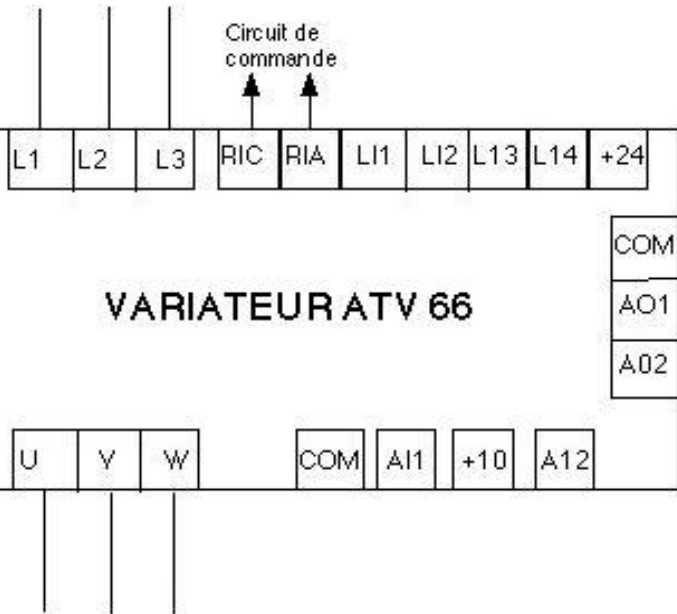 Circuit de
commande
L1 L2 L3 RIC RIA LI1 LI2 L13 L14 +24
COM
VARIATEUR ATV 66
AO1
A02
U V W COM AI1 +10 A12